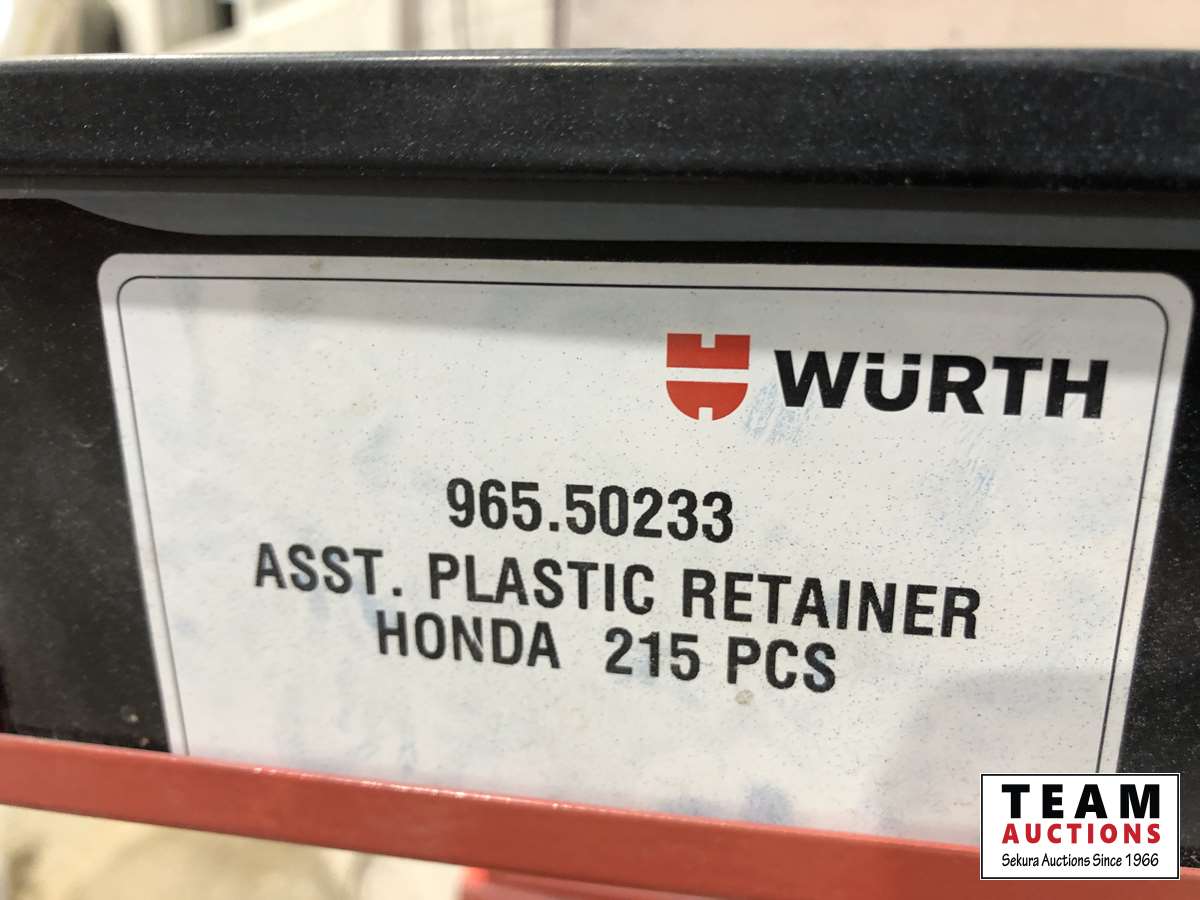 WÜRTH
965.50233
ASST. PLASTIC RETAINER
HONDA 215 PCS
TEAM
AUCTIONS
Sekura Auctions Since 1966